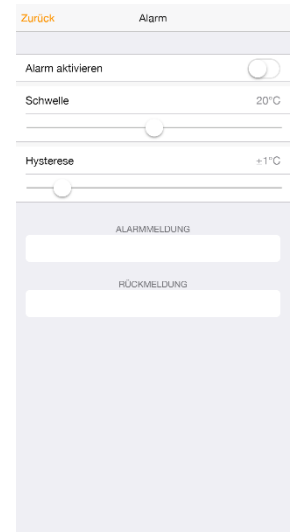 Zurück Alarm
Alarm aktivieren
Schwelle 20°C
Hysterese ±1°C
ALARMMELDUNG
RÜCKMELDUNG